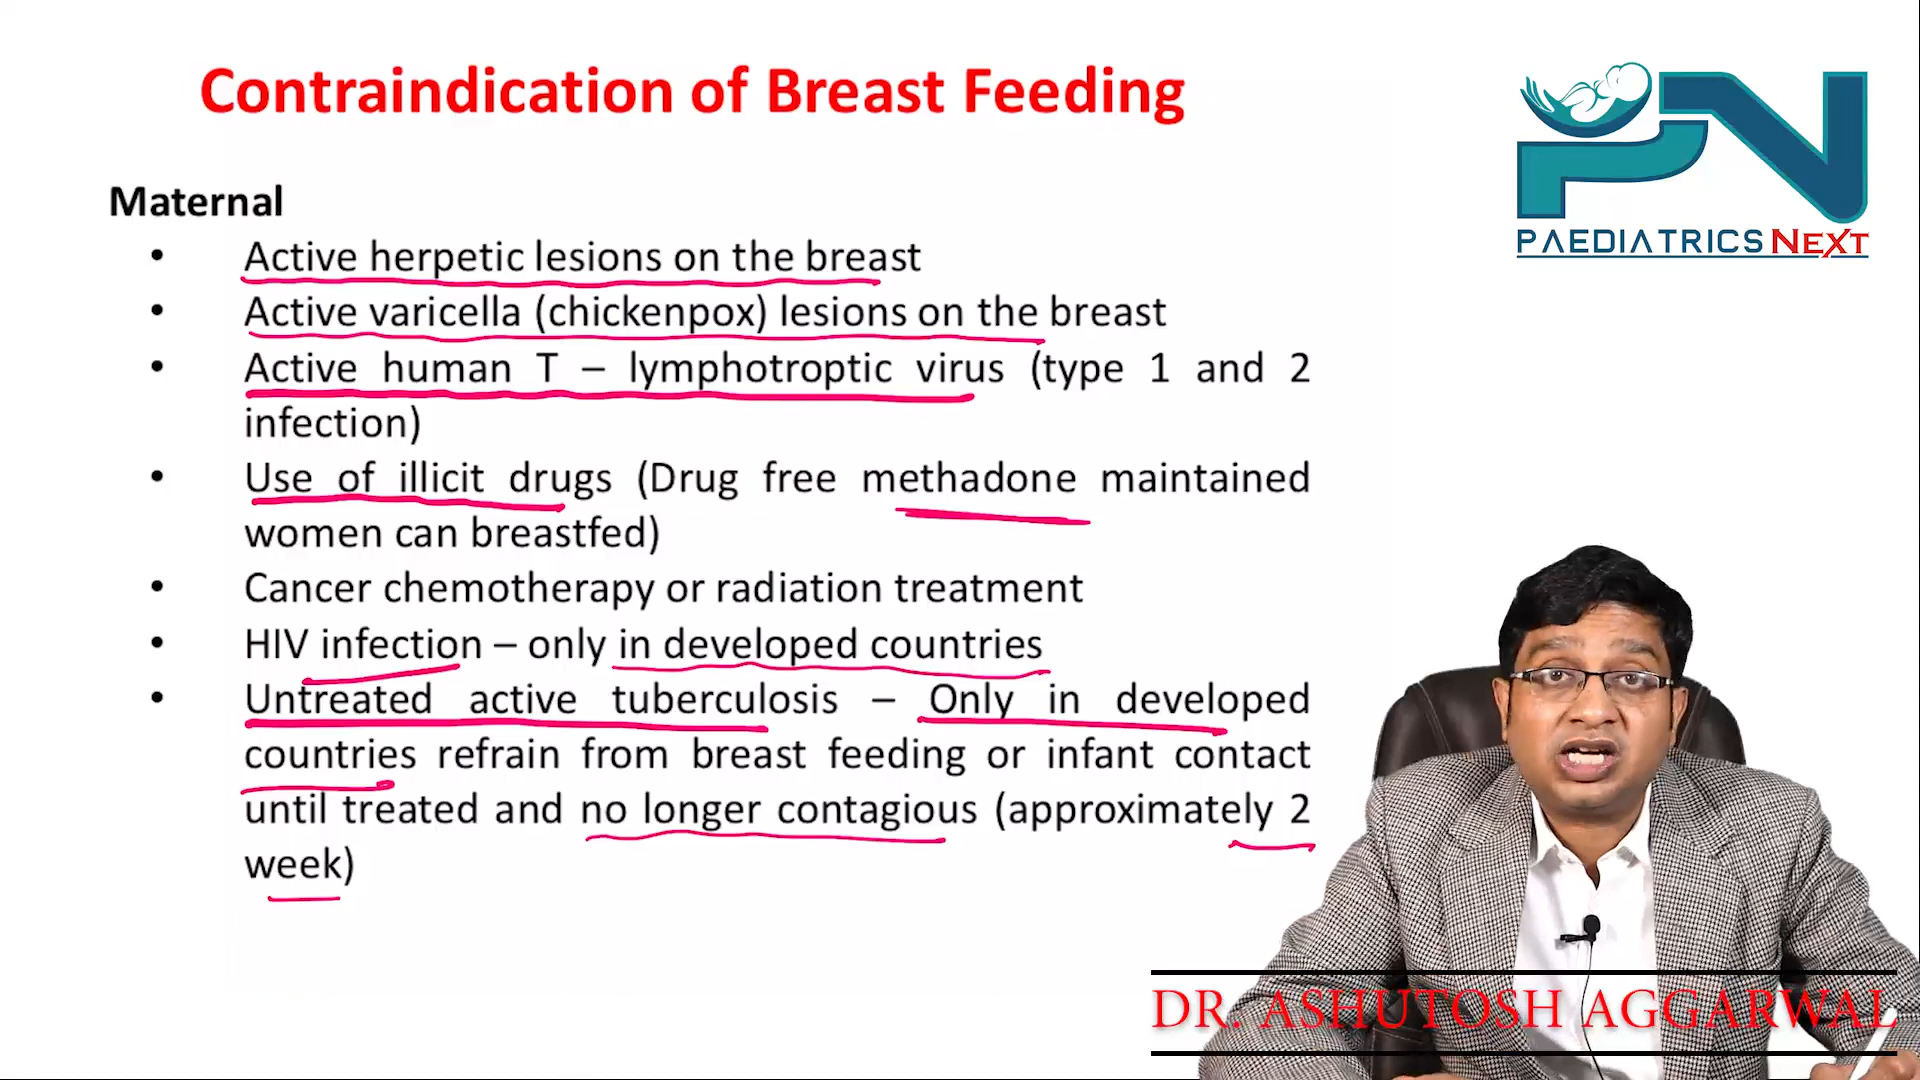 Contraindication of Breast Feeding
PAEDIATRICS NEXT
Maternal
• Active herpetic lesions on the breast
• Active varicella (chickenpox) lesions on the breast
• Active human T – lymphotroptic virus (type 1 and 2
infection)
• Use of illicit drugs (Drug free methadone maintained
women can breastfed)
• Cancer chemotherapy or radiation treatment
• HIV infection – only in developed countries
• Untreated active tuberculosis – Only in developed
countries refrain from breast feeding or infant contact
until treated and no longer contagious (approximately 2
week)
DR. ASHUTOSH AGGARWAL